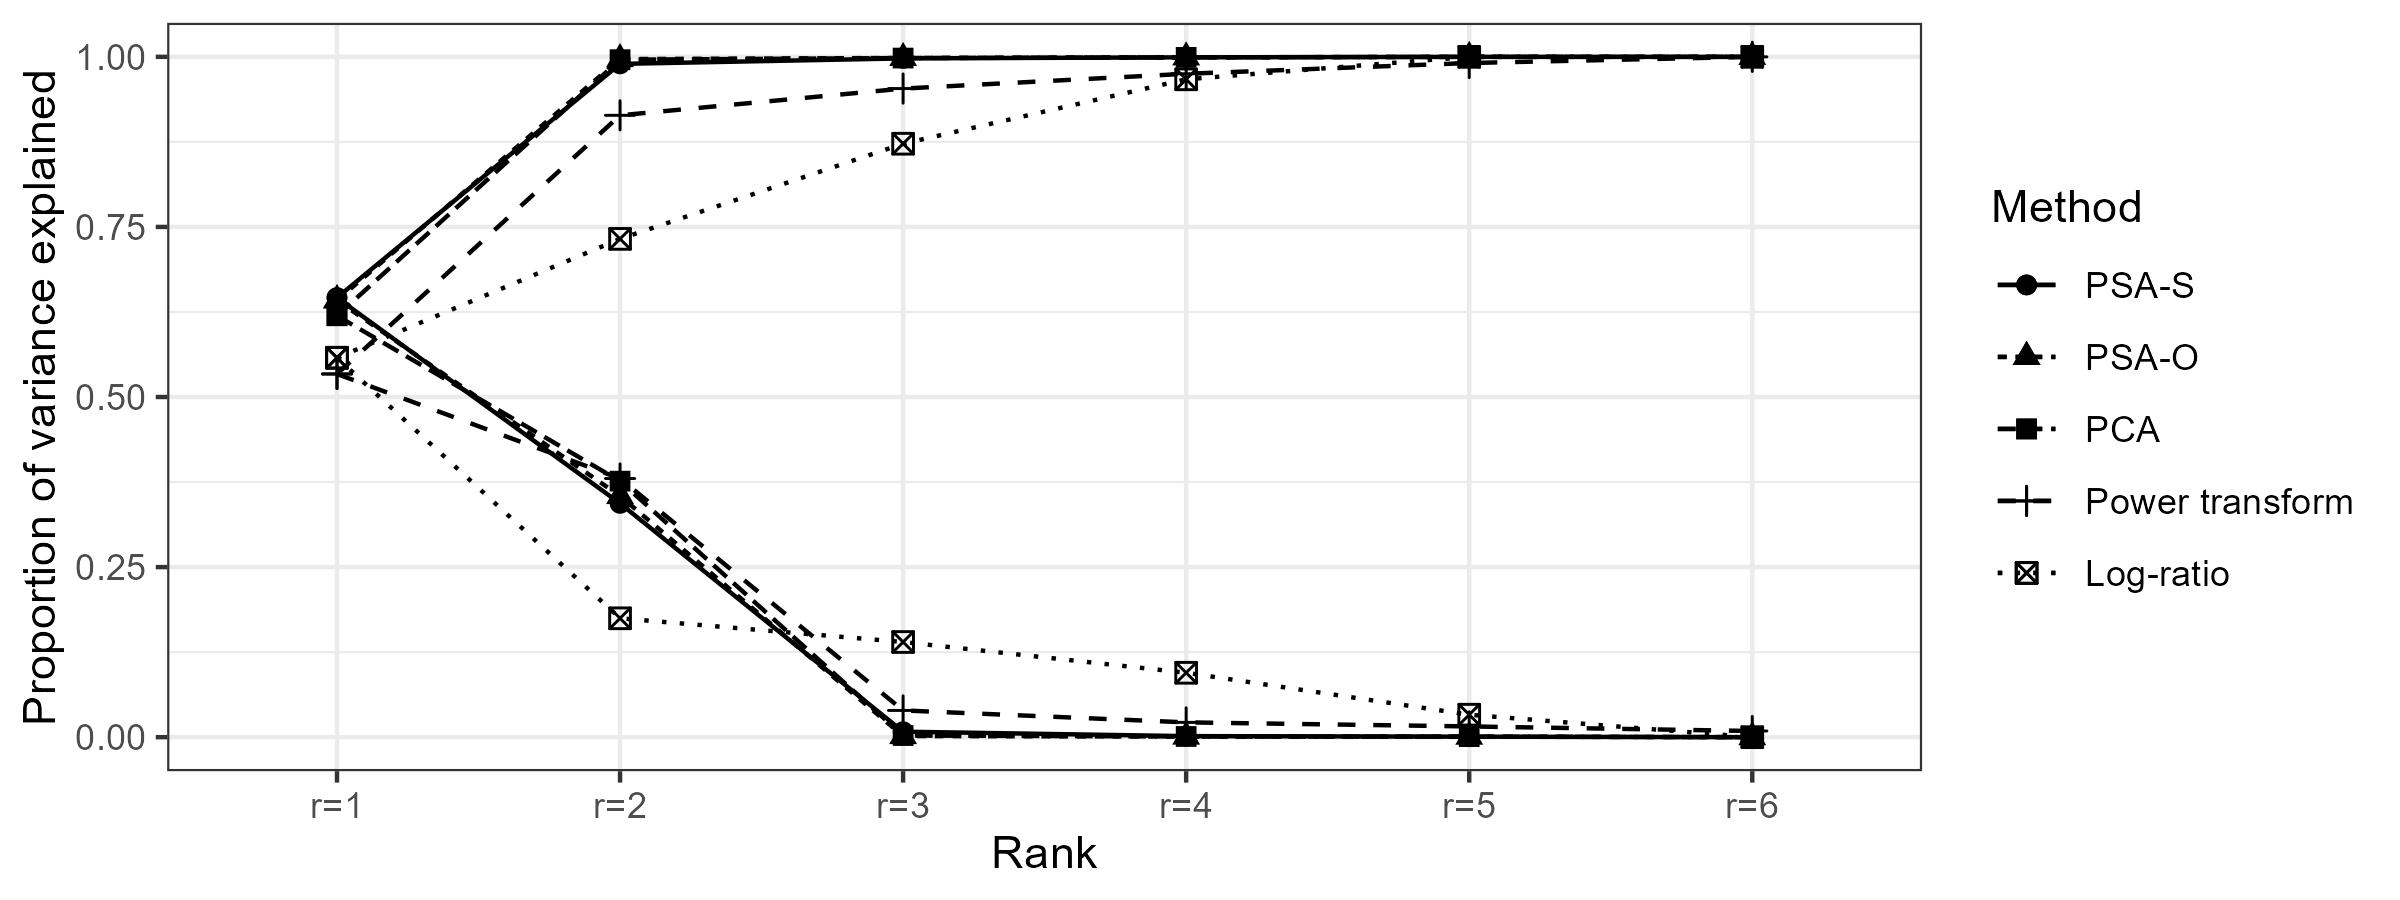 Proportion of variance explained
1.00
0.75
0.50
0.25
0.00
r=1 r=2 r=3 r=4 r=5 r=6
Rank
Method
PSA-S
PSA-O
PCA
Power transform
Log-ratio